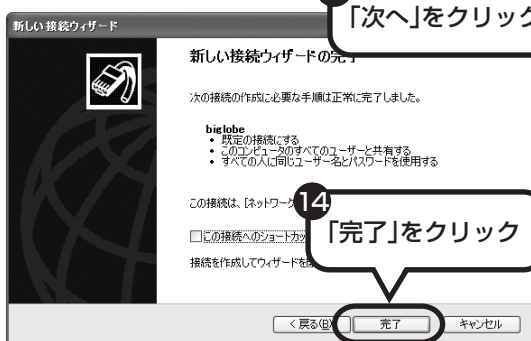 「次へ」をクリック
新しい接続ウィザード
新しい接続ウィザードの完了
次の接続の作成に必要な手順は正常に完了しました。
biglobe
• 既定の接続にする
• このコンピュータのすべてのユーザーと共有する
• すべての人に同じユーザー名とパスワードを使用する
この接続は、[ネットワーク
14
「完了」をクリック
この接続へのショートカッ
接続を作成してウィザードを
< 戻る(B)
完了
キャンセル